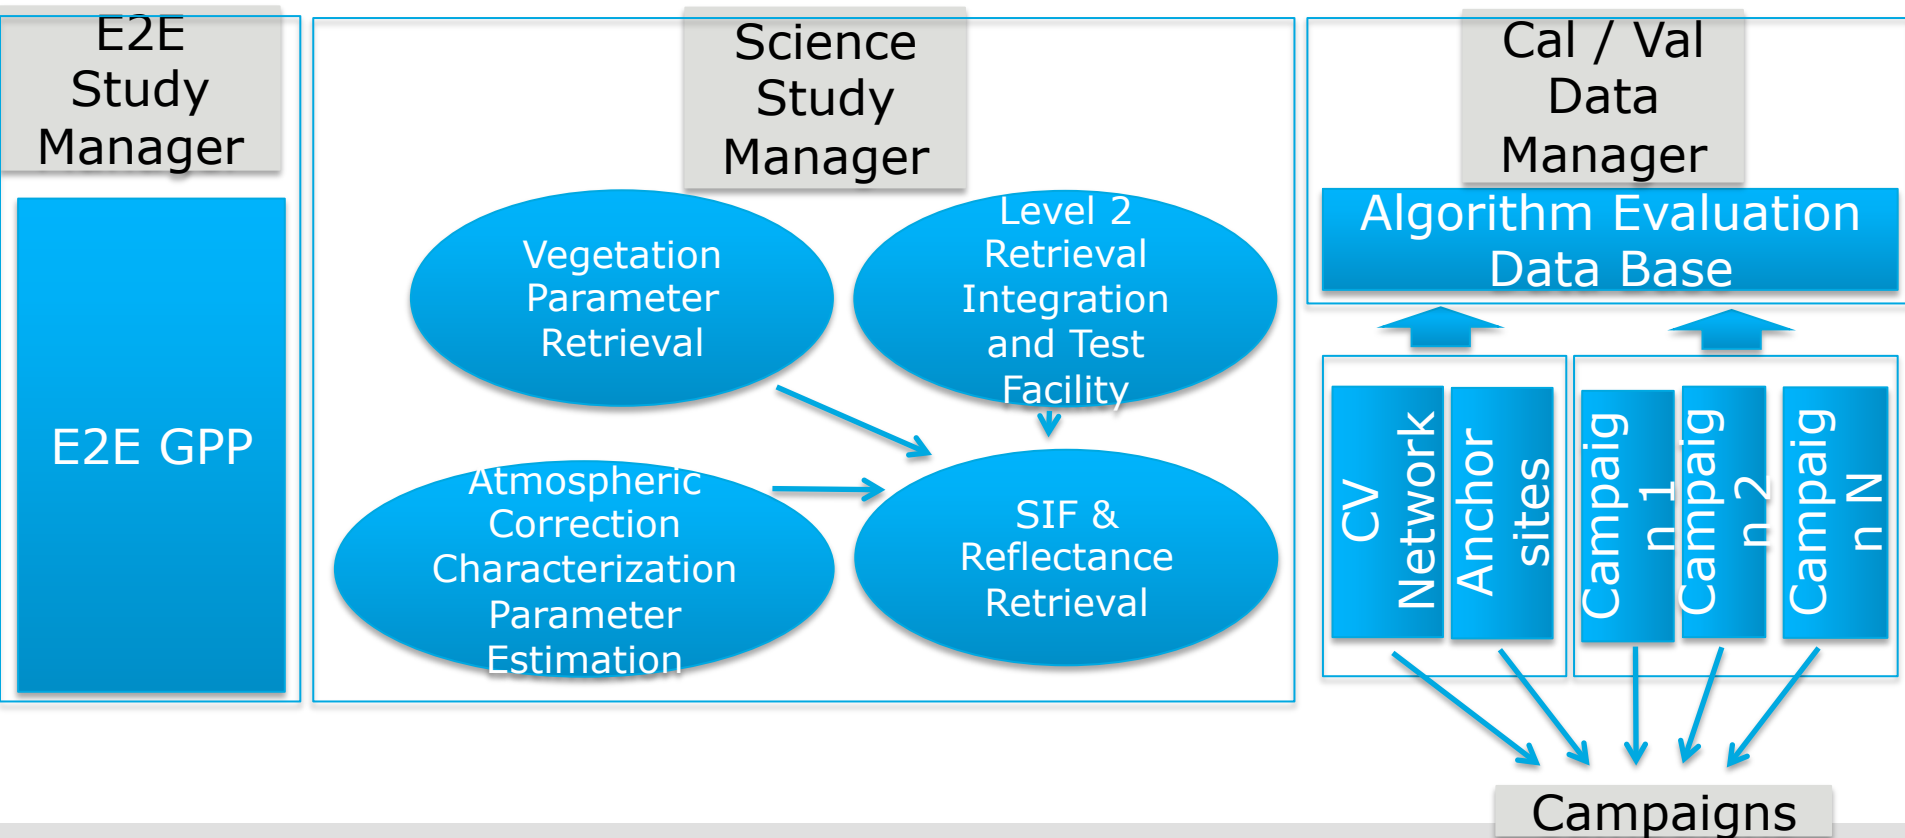 E2E
Study
Manager
E2E GPP
Science
Study
Manager
Vegetation
Parameter
Retrieval
Level 2
Retrieval
Integration
and Test
Facility
Atmospheric
Correction
Characterization
Parameter
Estimation
SIF &
Reflectance
Retrieval
Cal / Val
Data
Manager
Algorithm Evaluation
Data Base
CV
Network
Anchor
sites
Campaig
n 1
Campaig
n 2
Campaig
n N
Campaigns